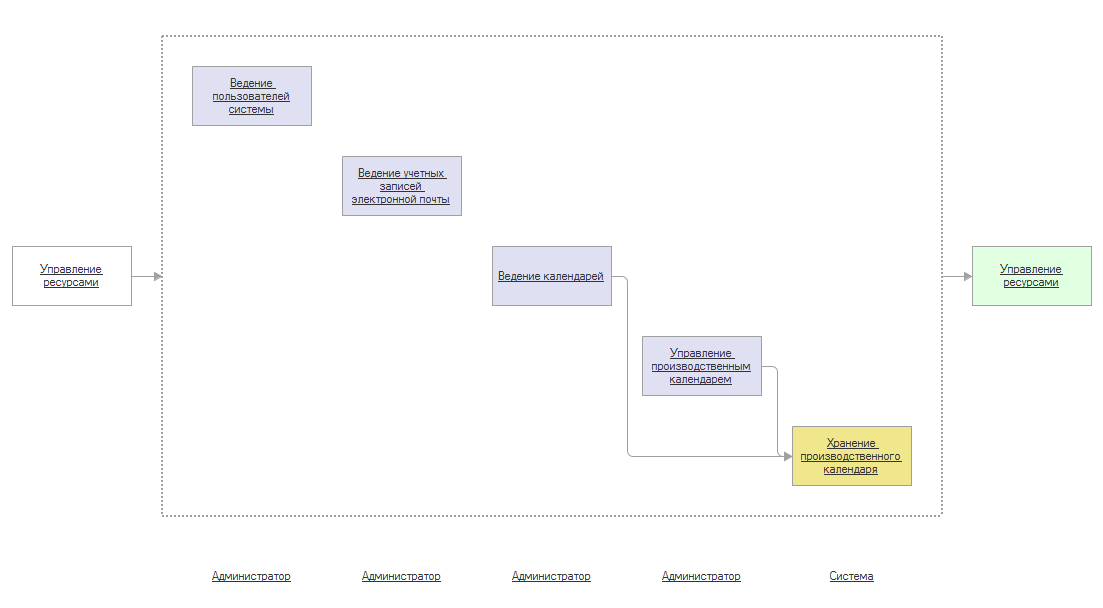 Ведение
пользователей
системы
Ведение учетных
записей
электронной почты
Управление
ресурсами
Ведение календарей
Управление
ресурсами
Управление
производственным
календарем
Хранение
производственного
календаря
Администратор
Администратор
Администратор
Администратор
Система